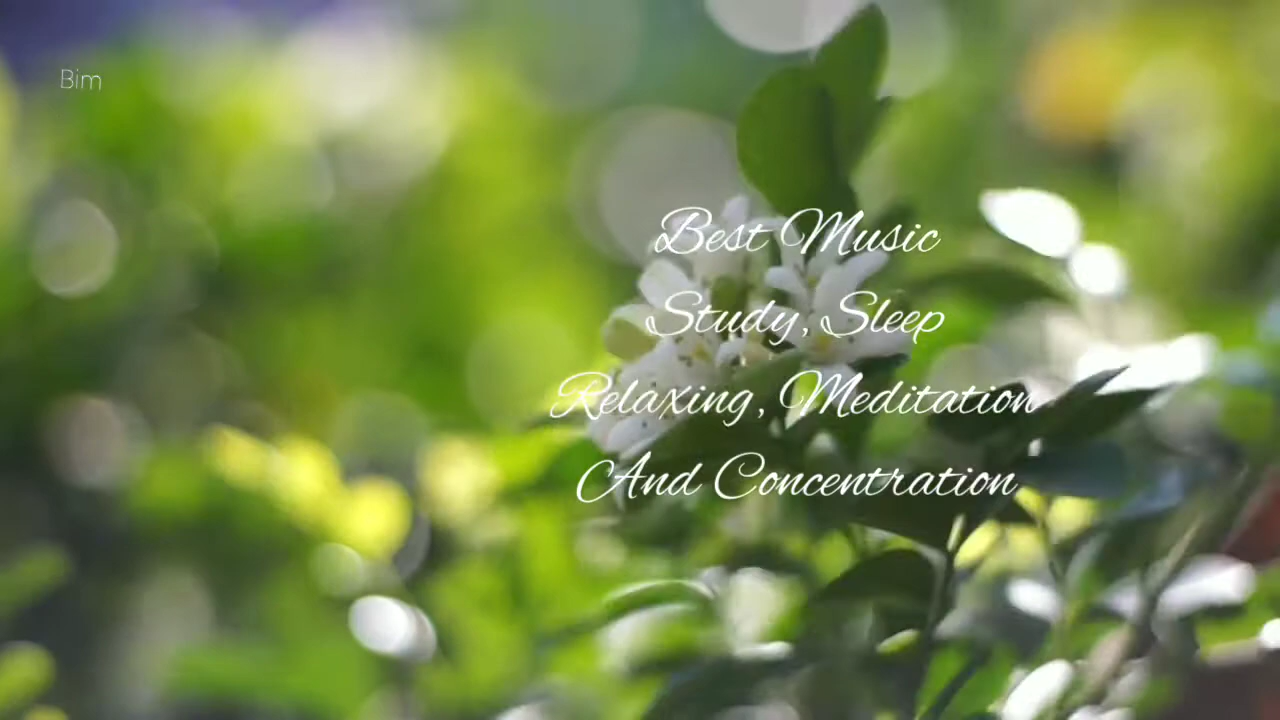 Bim
Best Music
Study, Sleep
Relaxing, Meditation
And Concentration